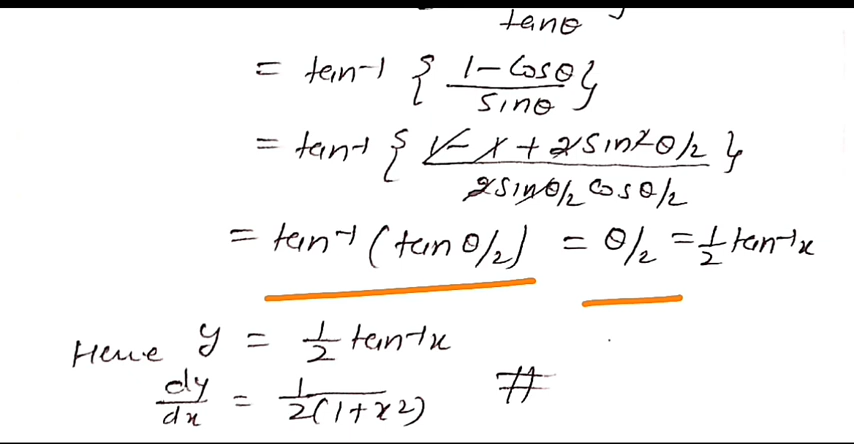 tanθ }
= tan⁻¹ { 1 - cosθ / sinθ }
= tan⁻¹ { 1 - 1 + 2sin²θ/2 / 2sinθ/2 cosθ/2 }
= tan⁻¹ (tan θ/2) = θ/2 = 1/2 tan⁻¹x
Hence y = 1/2 tan⁻¹x
dy/dx = 1/2(1+x²) #